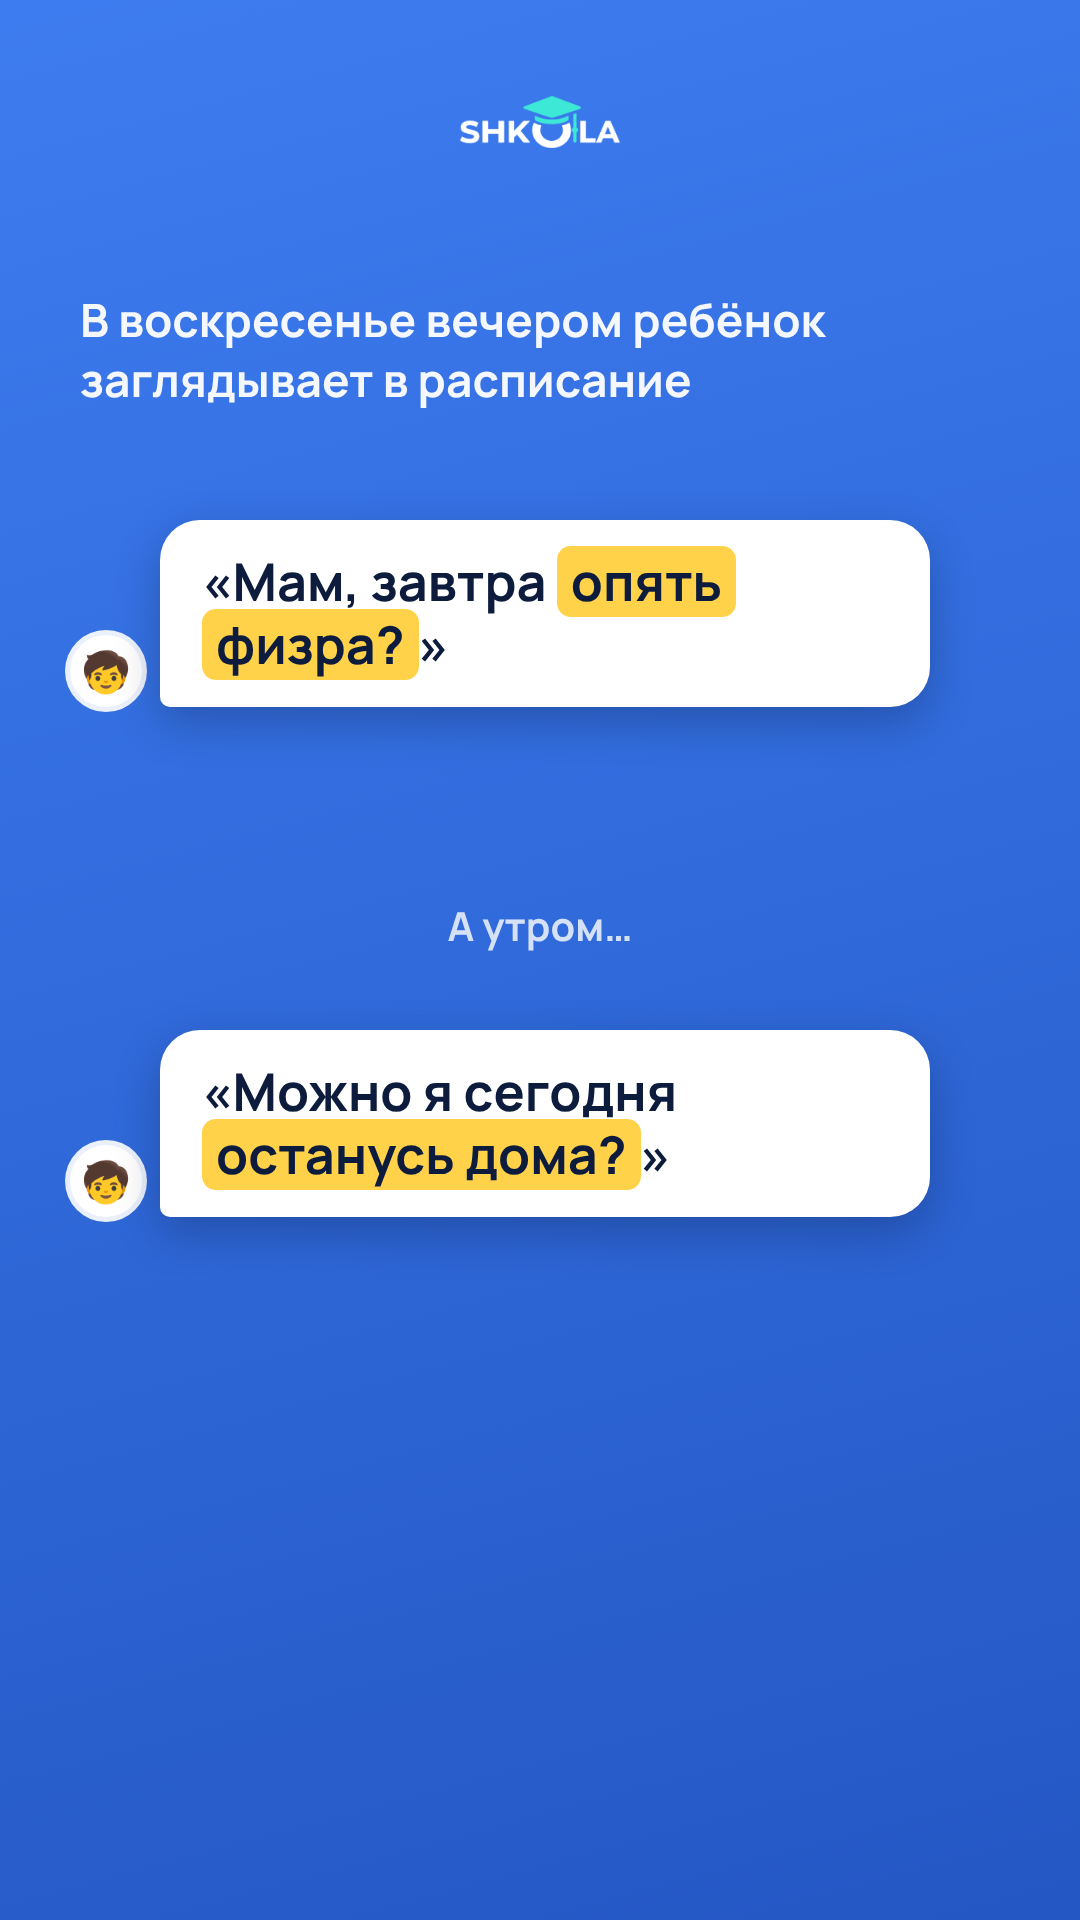 SHKOLA
В воскресенье вечером ребёнок
заглядывает в расписание
«Мам, завтра опять
физра?»
А утром...
«Можно я сегодня
останусь дома?»